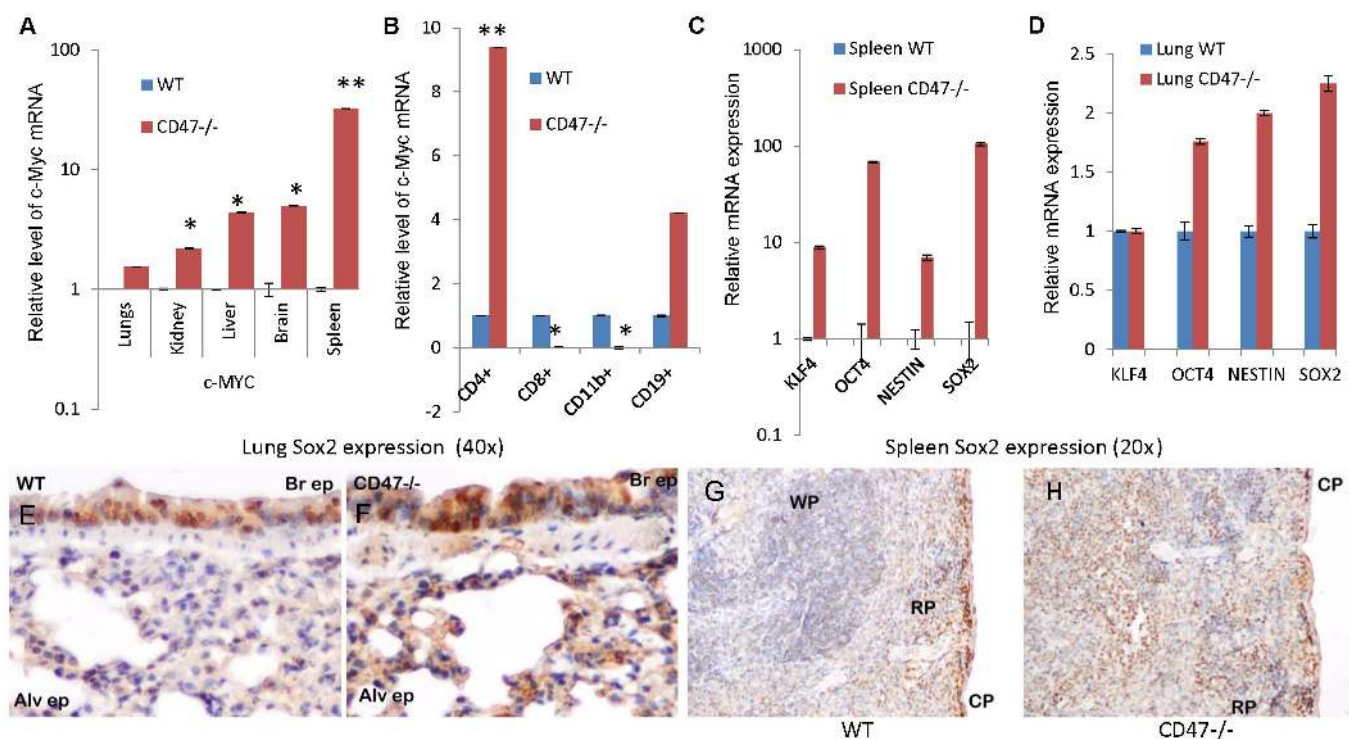 A
Relative level of c-Myc mRNA
100
10
1
0.1
WT
CD47-/-
*
*
*
**
Lungs
Kidney
Liver
Brain
Spleen
c-MYC
B
Relative level of c-Myc mRNA
10
8
6
4
2
0
-2
**
WT
CD47-/-
*
*
CD4+
CD8+
CD11b+
CD19+
C
Relative mRNA expression
1000
100
10
1
0.1
Spleen WT
Spleen CD47-/-
KLF4
OCT4
NESTIN
SOX2
D
Relative mRNA expression
2.5
2
1.5
1
0.5
0
Lung WT
Lung CD47-/-
KLF4
OCT4
NESTIN
SOX2
Lung Sox2 expression (40x)
WT
Br ep
E
Alv ep
CD47-/-
Br ep
F
Alv ep
Spleen Sox2 expression (20x)
G
WP
RP
CP
WT
H
CP
RP
CD47-/-